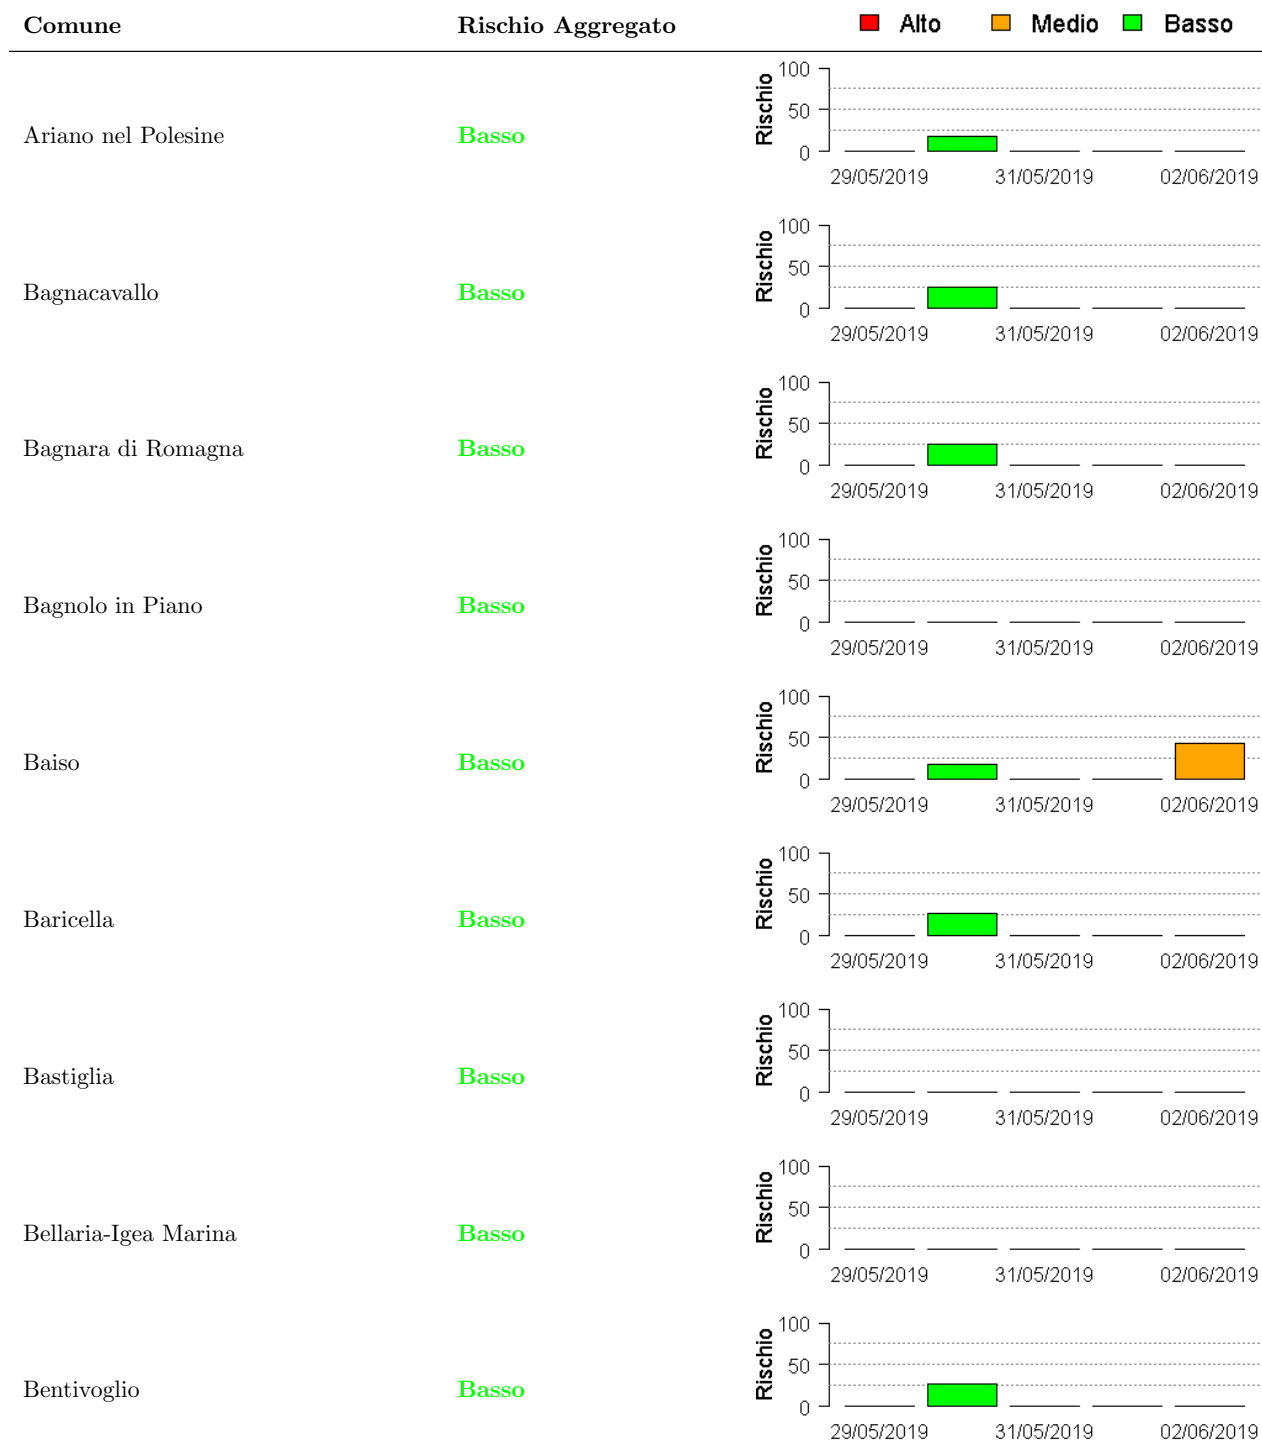 Comune Rischio Aggregato Alto Medio Basso
Ariano nel Polesine Basso Rischio 100 50 0
29/05/2019 31/05/2019 02/06/2019
Bagnacavallo Basso Rischio 100 50 0
29/05/2019 31/05/2019 02/06/2019
Bagnara di Romagna Basso Rischio 100 50 0
29/05/2019 31/05/2019 02/06/2019
Bagnolo in Piano Basso Rischio 100 50 0
29/05/2019 31/05/2019 02/06/2019
Baiso Basso Rischio 100 50 0
29/05/2019 31/05/2019 02/06/2019
Baricella Basso Rischio 100 50 0
29/05/2019 31/05/2019 02/06/2019
Bastiglia Basso Rischio 100 50 0
29/05/2019 31/05/2019 02/06/2019
Bellaria-Igea Marina Basso Rischio 100 50 0
29/05/2019 31/05/2019 02/06/2019
Bentivoglio Basso Rischio 100 50 0
29/05/2019 31/05/2019 02/06/2019